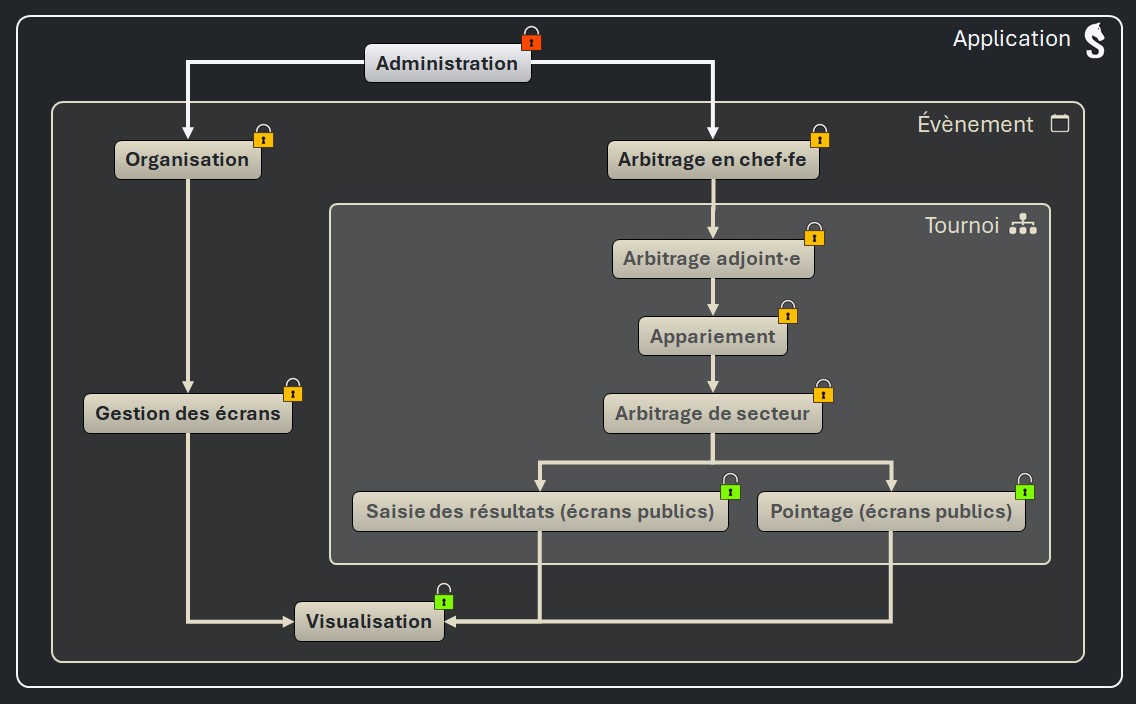 Application
Administration
Évènement
Organisation
Arbitrage en chef·fe
Tournoi
Arbitrage adjoint·e
Appariement
Gestion des écrans
Arbitrage de secteur
Saisie des résultats (écrans publics)
Pointage (écrans publics)
Visualisation